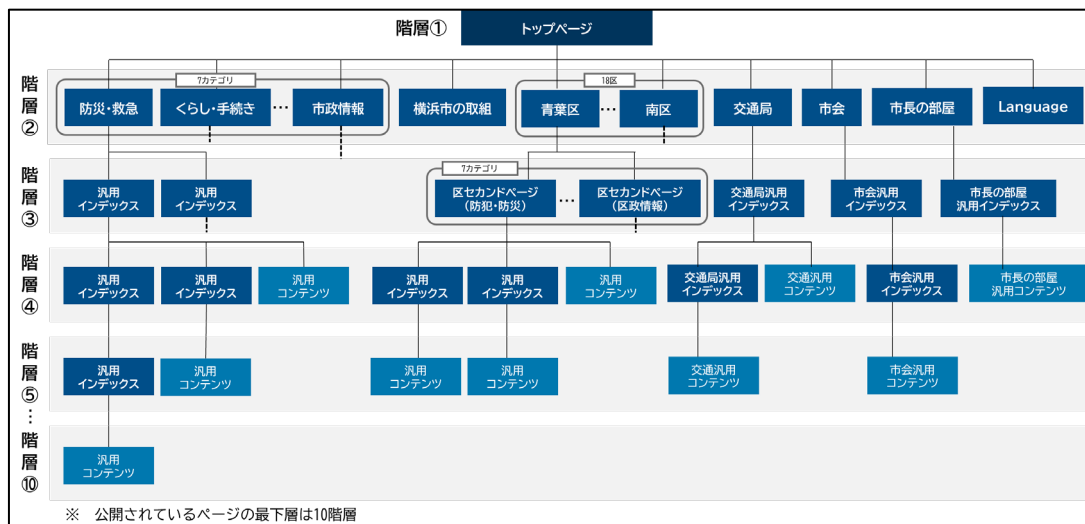 階層①
トップページ
階層②
7カテゴリ
18区
防災・救急
くらし・手続き
…
市政情報
横浜市の取組
青葉区
…
南区
交通局
市会
市長の部屋
Language
階層③
7カテゴリ
汎用
インデックス
汎用
インデックス
区セカンドページ
(防犯・防災)
…
区セカンドページ
(区政情報)
交通局汎用
インデックス
市会汎用
インデックス
市長の部屋
汎用インデックス
階層④
汎用
インデックス
汎用
インデックス
汎用
コンテンツ
汎用
インデックス
汎用
インデックス
汎用
コンテンツ
交通局汎用
インデックス
交通汎用
コンテンツ
市会汎用
インデックス
市長の部屋
汎用コンテンツ
階層⑤
汎用
インデックス
汎用
コンテンツ
汎用
コンテンツ
汎用
コンテンツ
交通汎用
コンテンツ
市会汎用
コンテンツ
…
階層⑩
汎用
コンテンツ
※ 公開されているページの最下層は10階層